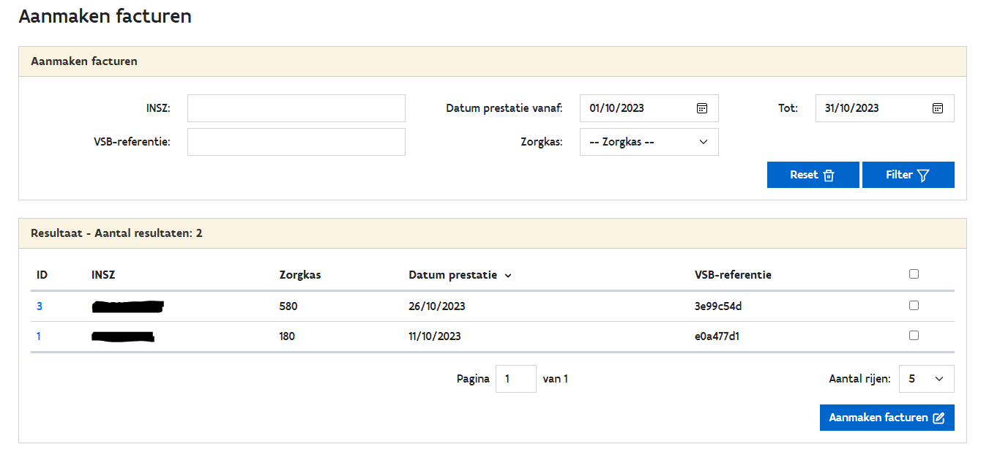 Aanmaken facturen
Aanmaken facturen
INSZ: Datum prestatie vanaf: 01/10/2023 Tot: 31/10/2023
VSB-referentie: Zorgkas: -- Zorgkas --
Reset Filter
Resultaat - Aantal resultaten: 2
ID INSZ Zorgkas Datum prestatie VSB-referentie
3 580 26/10/2023 3e99c54d
1 180 11/10/2023 e0a477d1
Pagina 1 van 1 Aantal rijen: 5
Aanmaken facturen